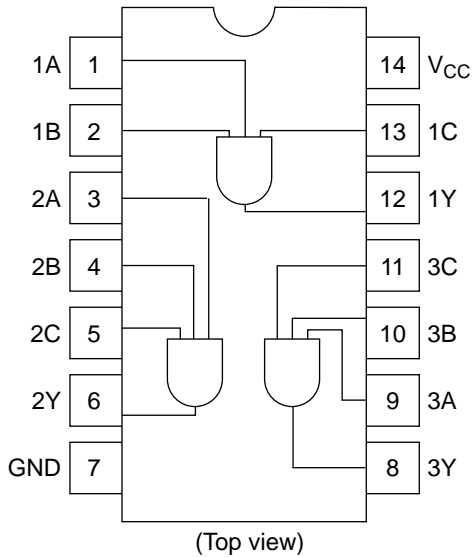 1A 1 14 VCC
1B 2 13 1C
2A 3 12 1Y
2B 4 11 3C
2C 5 10 3B
2Y 6 9 3A
GND 7 8 3Y
(Top view)